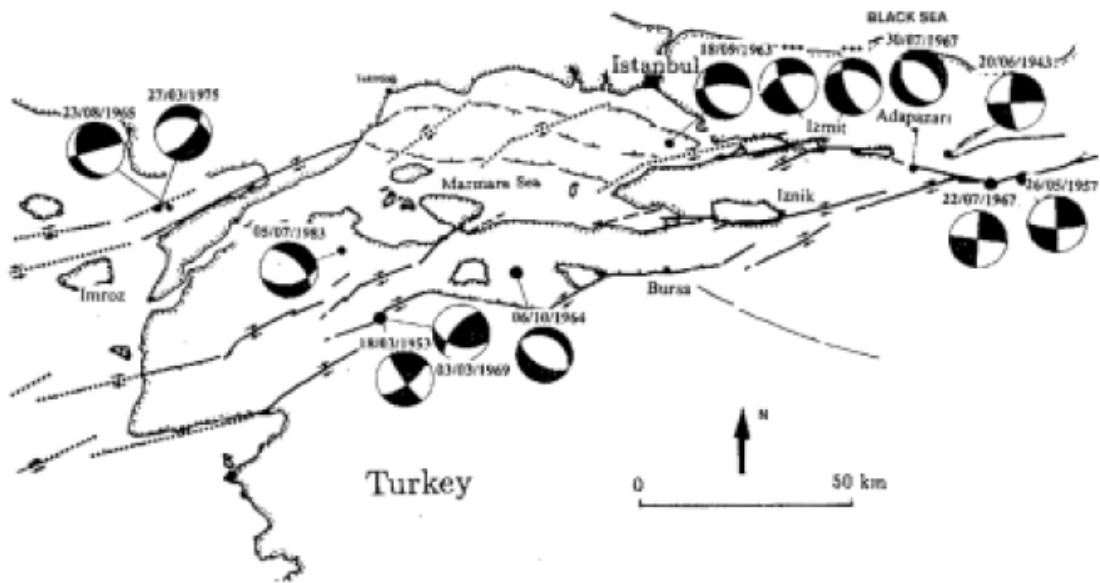 BLACK SEA
18/09/1963
30/07/1967
Istanbul
20/06/1943
27/03/1975
23/08/1965
Izmit
Adapazarı
Marmara Sea
Iznik
26/05/1957
22/07/1967
05/07/1983
Imroz
Bursa
06/10/1964
18/03/1953
03/03/1969
N
Turkey
0
50 km